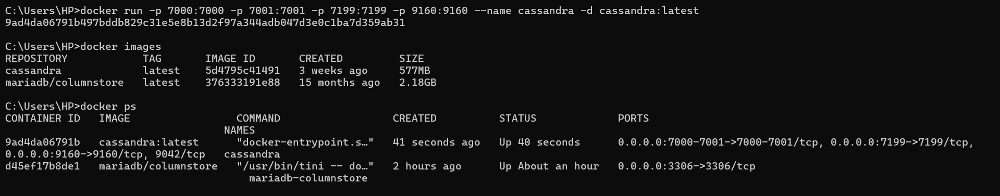 C:\Users\HP>docker run -p 7000:7000 -p 7001:7001 -p 7199:7199 -p 9160:9160 --name cassandra -d cassandra:latest
9ad4da06791b497bddb829c31e5e8b13d2f97a344adb047d3e0c1ba7d359ab31
C:\Users\HP>docker images
REPOSITORY            TAG       IMAGE ID       CREATED         SIZE
cassandra             latest    5d4795c41491   3 weeks ago     577MB
mariadb/columnstore   latest    376333191e88   15 months ago   2.18GB
C:\Users\HP>docker ps
CONTAINER ID   IMAGE                 COMMAND                  CREATED          STATUS             PORTS
NAMES
9ad4da06791b   cassandra:latest      "docker-entrypoint.s…"   41 seconds ago   Up 40 seconds      0.0.0.0:7000-7001->7000-7001/tcp, 0.0.0.0:7199->7199/tcp,
0.0.0.0:9160->9160/tcp, 9042/tcp   cassandra
d45ef17b8de1   mariadb/columnstore   "/usr/bin/tini -- do…"   2 hours ago      Up About an hour   0.0.0.0:3306->3306/tcp
mariadb-columnstore